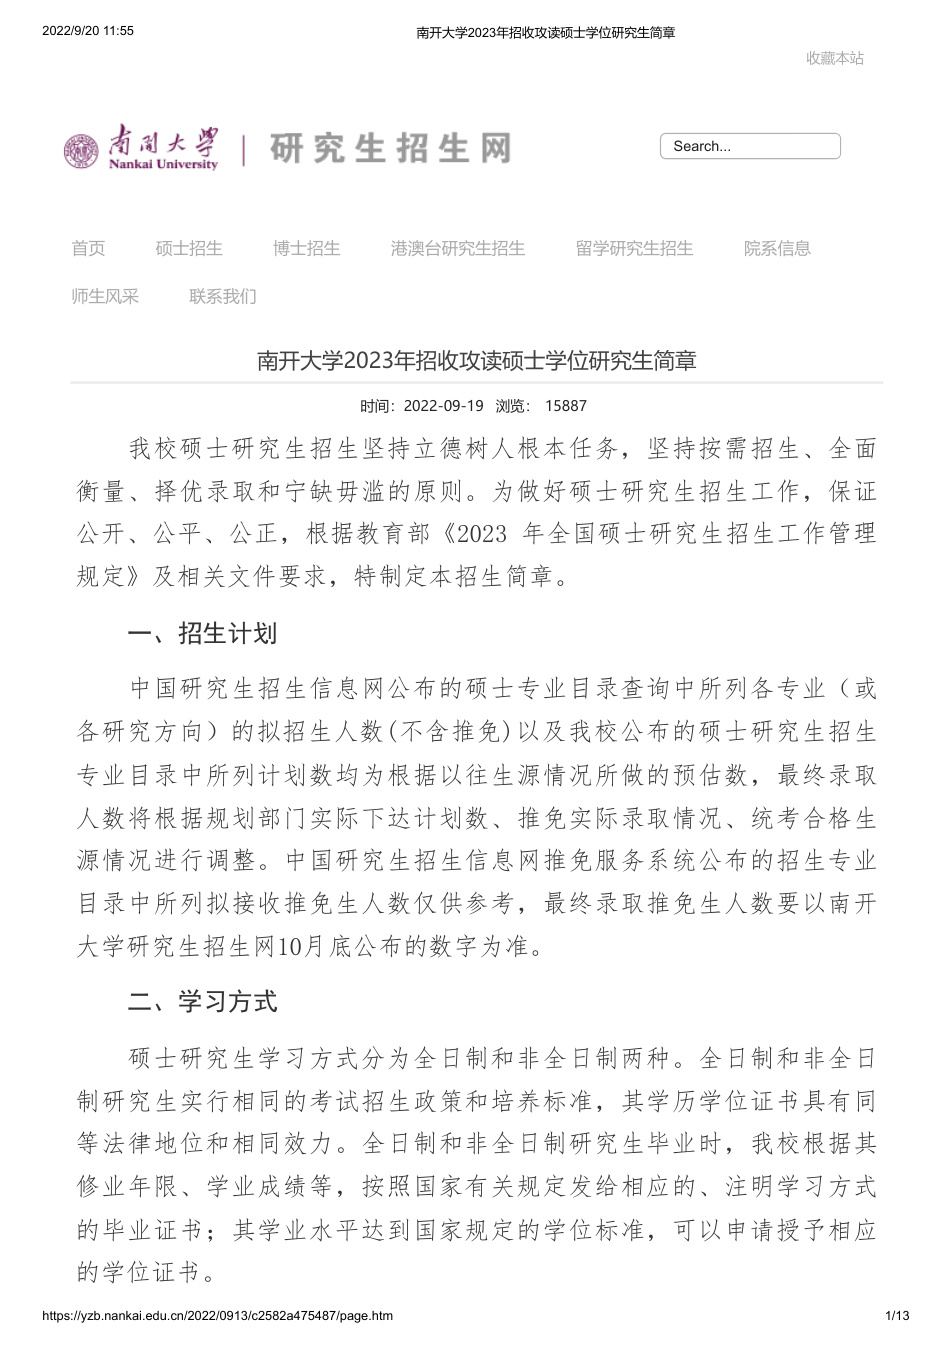 2022/9/20 11:55
南开大学2023年招收攻读硕士学位研究生简章
收藏本站
南開大學
Nankai University
研究生招生网
Search...
首页 硕士招生 博士招生 港澳台研究生招生 留学研究生招生 院系信息
师生风采 联系我们
南开大学2023年招收攻读硕士学位研究生简章
时间：2022-09-19 浏览： 15887
我校硕士研究生招生坚持立德树人根本任务，坚持按需招生、全面
衡量、择优录取和宁缺毋滥的原则。为做好硕士研究生招生工作，保证
公开、公平、公正，根据教育部《2023 年全国硕士研究生招生工作管理
规定》及相关文件要求，特制定本招生简章。
一、招生计划
中国研究生招生信息网公布的硕士专业目录查询中所列各专业（或
各研究方向）的拟招生人数(不含推免)以及我校公布的硕士研究生招生
专业目录中所列计划数均为根据以往生源情况所做的预估数，最终录取
人数将根据规划部门实际下达计划数、推免实际录取情况、统考合格生
源情况进行调整。中国研究生招生信息网推免服务系统公布的招生专业
目录中所列拟接收推免生人数仅供参考，最终录取推免生人数要以南开
大学研究生招生网10月底公布的数字为准。
二、学习方式
硕士研究生学习方式分为全日制和非全日制两种。全日制和非全日
制研究生实行相同的考试招生政策和培养标准，其学历学位证书具有同
等法律地位和相同效力。全日制和非全日制研究生毕业时，我校根据其
修业年限、学业成绩等，按照国家有关规定发给相应的、注明学习方式
的毕业证书；其学业水平达到国家规定的学位标准，可以申请授予相应
的学位证书。
https://yzb.nankai.edu.cn/2022/0913/c2582a475487/page.htm
1/13